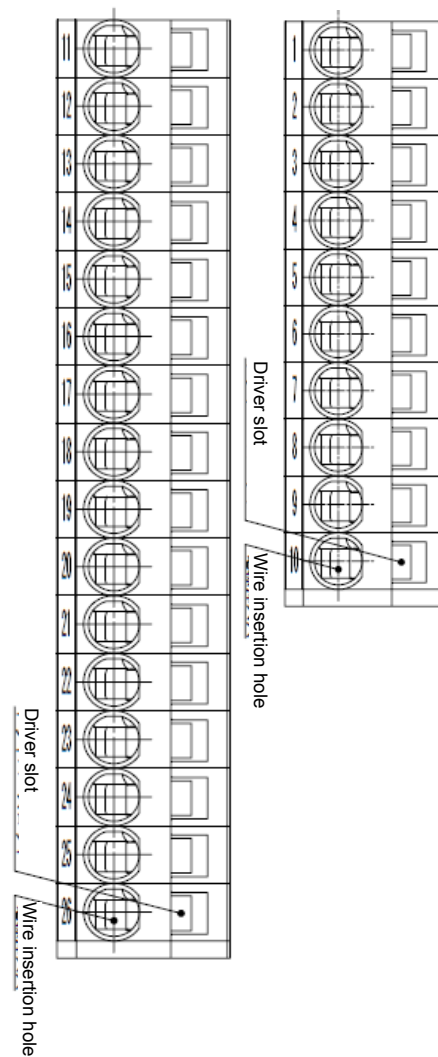 1 2 3 4 5 6 7 8 9 10
Driver slot
Wire insertion hole
11 12 13 14 15 16 17 18 19 20 21 22 23 24 25 26
Driver slot
Wire insertion hole